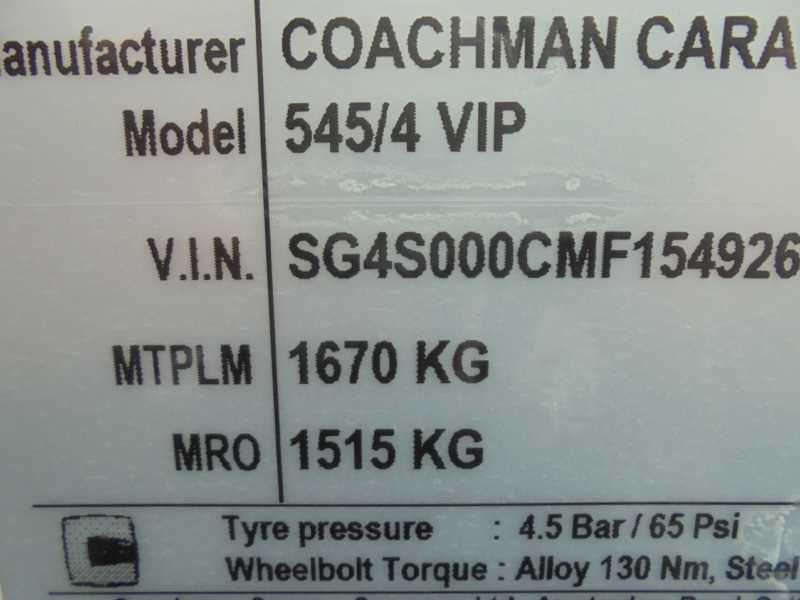 anufacturer COACHMAN CARA
Model 545/4 VIP
V.I.N. SG4S000CMF154926
MTPLM 1670 KG
MRO 1515 KG
Tyre pressure : 4.5 Bar / 65 Psi
Wheelbolt Torque : Alloy 130 Nm, Steel